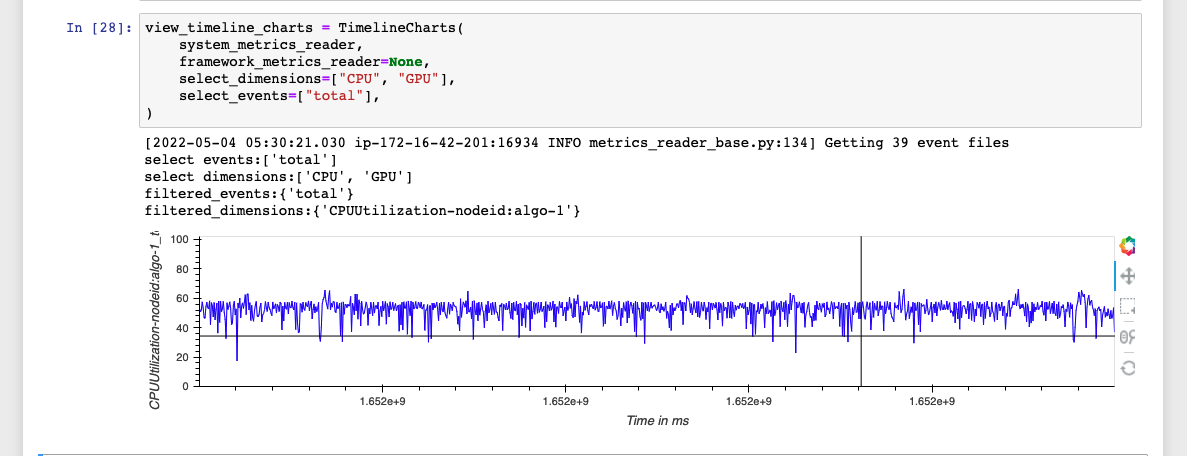 In [28]:
view_timeline_charts = TimelineCharts(
    system_metrics_reader,
    framework_metrics_reader=None,
    select_dimensions=["CPU", "GPU"],
    select_events=["total"],
)
[2022-05-04 05:30:21.030 ip-172-16-42-201:16934 INFO metrics_reader_base.py:134] Getting 39 event files
select events:['total']
select dimensions:['CPU', 'GPU']
filtered_events:{'total'}
filtered_dimensions:{'CPUUtilization-nodeid:algo-1'}
CPUUtilization-nodeid:algo-1_t
100
80
60
40
20
0
1.652e+9 1.652e+9 1.652e+9 1.652e+9
Time in ms